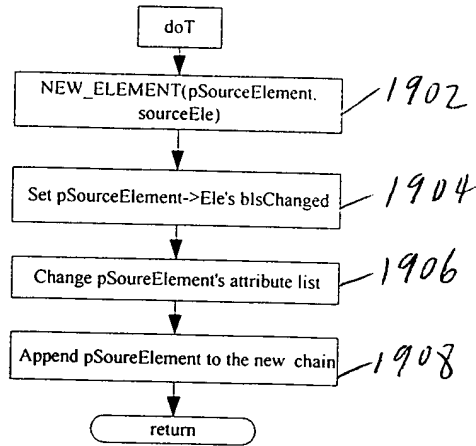 doT
NEW_ELEMENT(pSourceElement.
sourceEle)
1902
Set pSourceElement->Ele's bIsChanged
1904
Change pSoureElement's attribute list
1906
Append pSoureElement to the new chain
1908
return